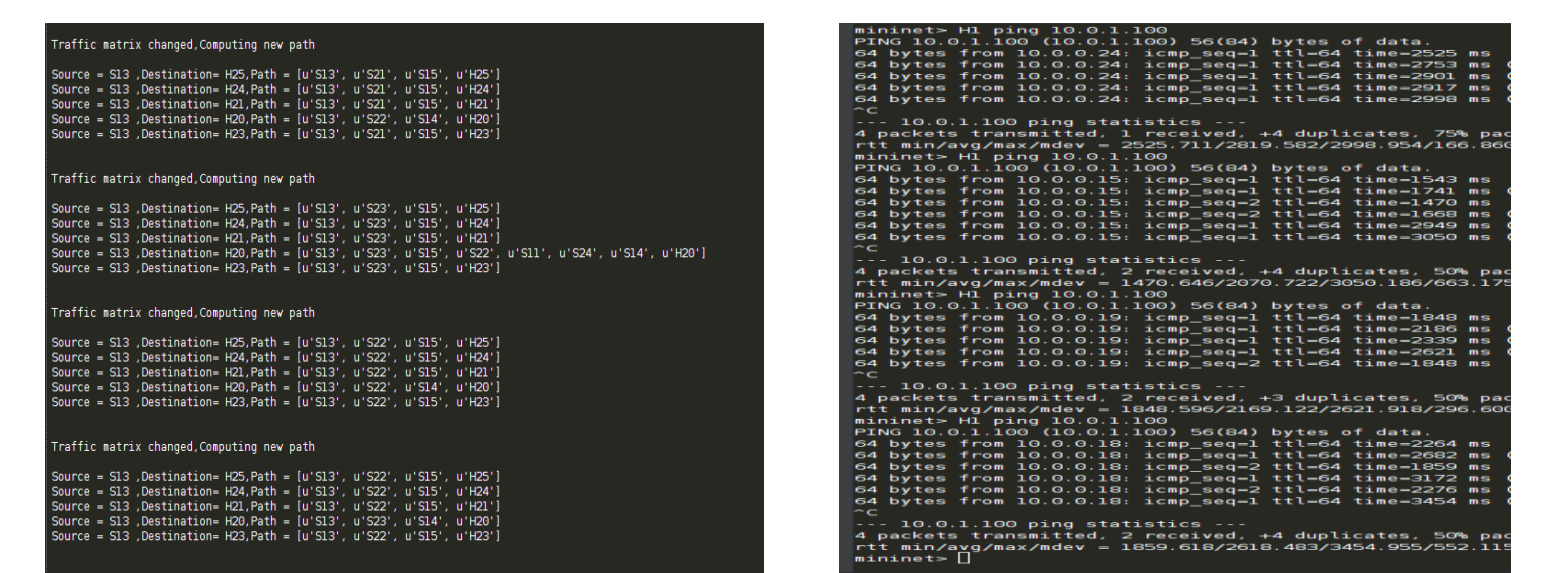 Traffic matrix changed,Computing new path
Source = S13 ,Destination= H25,Path = [u'S13', u'S21', u'S15', u'H25']
Source = S13 ,Destination= H24,Path = [u'S13', u'S21', u'S15', u'H24']
Source = S13 ,Destination= H21,Path = [u'S13', u'S21', u'S15', u'H21']
Source = S13 ,Destination= H20,Path = [u'S13', u'S22', u'S14', u'H20']
Source = S13 ,Destination= H23,Path = [u'S13', u'S21', u'S15', u'H23']
Traffic matrix changed,Computing new path
Source = S13 ,Destination= H25,Path = [u'S13', u'S23', u'S15', u'H25']
Source = S13 ,Destination= H24,Path = [u'S13', u'S23', u'S15', u'H24']
Source = S13 ,Destination= H21,Path = [u'S13', u'S23', u'S15', u'H21']
Source = S13 ,Destination= H20,Path = [u'S13', u'S23', u'S15', u'S22', u'S11', u'S24', u'S14', u'H20']
Source = S13 ,Destination= H23,Path = [u'S13', u'S23', u'S15', u'H23']
Traffic matrix changed,Computing new path
Source = S13 ,Destination= H25,Path = [u'S13', u'S22', u'S15', u'H25']
Source = S13 ,Destination= H24,Path = [u'S13', u'S22', u'S15', u'H24']
Source = S13 ,Destination= H21,Path = [u'S13', u'S22', u'S15', u'H21']
Source = S13 ,Destination= H20,Path = [u'S13', u'S22', u'S14', u'H20']
Source = S13 ,Destination= H23,Path = [u'S13', u'S22', u'S15', u'H23']
Traffic matrix changed,Computing new path
Source = S13 ,Destination= H25,Path = [u'S13', u'S22', u'S15', u'H25']
Source = S13 ,Destination= H24,Path = [u'S13', u'S22', u'S15', u'H24']
Source = S13 ,Destination= H21,Path = [u'S13', u'S22', u'S15', u'H21']
Source = S13 ,Destination= H20,Path = [u'S13', u'S23', u'S14', u'H20']
Source = S13 ,Destination= H23,Path = [u'S13', u'S22', u'S15', u'H23']
mininet> H1 ping 10.0.1.100
PING 10.0.1.100 (10.0.1.100) 56(84) bytes of data.
64 bytes from 10.0.0.24: icmp_seq=1 ttl=64 time=2525 ms
64 bytes from 10.0.0.24: icmp_seq=1 ttl=64 time=2753 ms (
64 bytes from 10.0.0.24: icmp_seq=1 ttl=64 time=2901 ms (
64 bytes from 10.0.0.24: icmp_seq=1 ttl=64 time=2917 ms (
64 bytes from 10.0.0.24: icmp_seq=1 ttl=64 time=2998 ms (
^C
--- 10.0.1.100 ping statistics ---
4 packets transmitted, 1 received, +4 duplicates, 75% pac
rtt min/avg/max/mdev = 2525.711/2819.582/2998.954/166.860
mininet> H1 ping 10.0.1.100
PING 10.0.1.100 (10.0.1.100) 56(84) bytes of data.
64 bytes from 10.0.0.15: icmp_seq=1 ttl=64 time=1543 ms
64 bytes from 10.0.0.15: icmp_seq=1 ttl=64 time=1741 ms (
64 bytes from 10.0.0.15: icmp_seq=2 ttl=64 time=1470 ms
64 bytes from 10.0.0.15: icmp_seq=2 ttl=64 time=1668 ms (
64 bytes from 10.0.0.15: icmp_seq=1 ttl=64 time=2949 ms (
64 bytes from 10.0.0.15: icmp_seq=1 ttl=64 time=3050 ms (
^C
--- 10.0.1.100 ping statistics ---
4 packets transmitted, 2 received, +4 duplicates, 50% pac
rtt min/avg/max/mdev = 1470.646/2070.722/3050.186/663.175
mininet> H1 ping 10.0.1.100
PING 10.0.1.100 (10.0.1.100) 56(84) bytes of data.
64 bytes from 10.0.0.19: icmp_seq=1 ttl=64 time=1848 ms
64 bytes from 10.0.0.19: icmp_seq=1 ttl=64 time=2186 ms (
64 bytes from 10.0.0.19: icmp_seq=1 ttl=64 time=2339 ms (
64 bytes from 10.0.0.19: icmp_seq=1 ttl=64 time=2621 ms (
64 bytes from 10.0.0.19: icmp_seq=2 ttl=64 time=1848 ms
^C
--- 10.0.1.100 ping statistics ---
4 packets transmitted, 2 received, +3 duplicates, 50% pac
rtt min/avg/max/mdev = 1848.596/2169.122/2621.918/296.600
mininet> H1 ping 10.0.1.100
PING 10.0.1.100 (10.0.1.100) 56(84) bytes of data.
64 bytes from 10.0.0.18: icmp_seq=1 ttl=64 time=2264 ms
64 bytes from 10.0.0.18: icmp_seq=1 ttl=64 time=2682 ms (
64 bytes from 10.0.0.18: icmp_seq=2 ttl=64 time=1859 ms
64 bytes from 10.0.0.18: icmp_seq=1 ttl=64 time=3172 ms (
64 bytes from 10.0.0.18: icmp_seq=2 ttl=64 time=2276 ms (
64 bytes from 10.0.0.18: icmp_seq=1 ttl=64 time=3454 ms (
^C
--- 10.0.1.100 ping statistics ---
4 packets transmitted, 2 received, +4 duplicates, 50% pac
rtt min/avg/max/mdev = 1859.618/2618.483/3454.955/552.115
mininet>